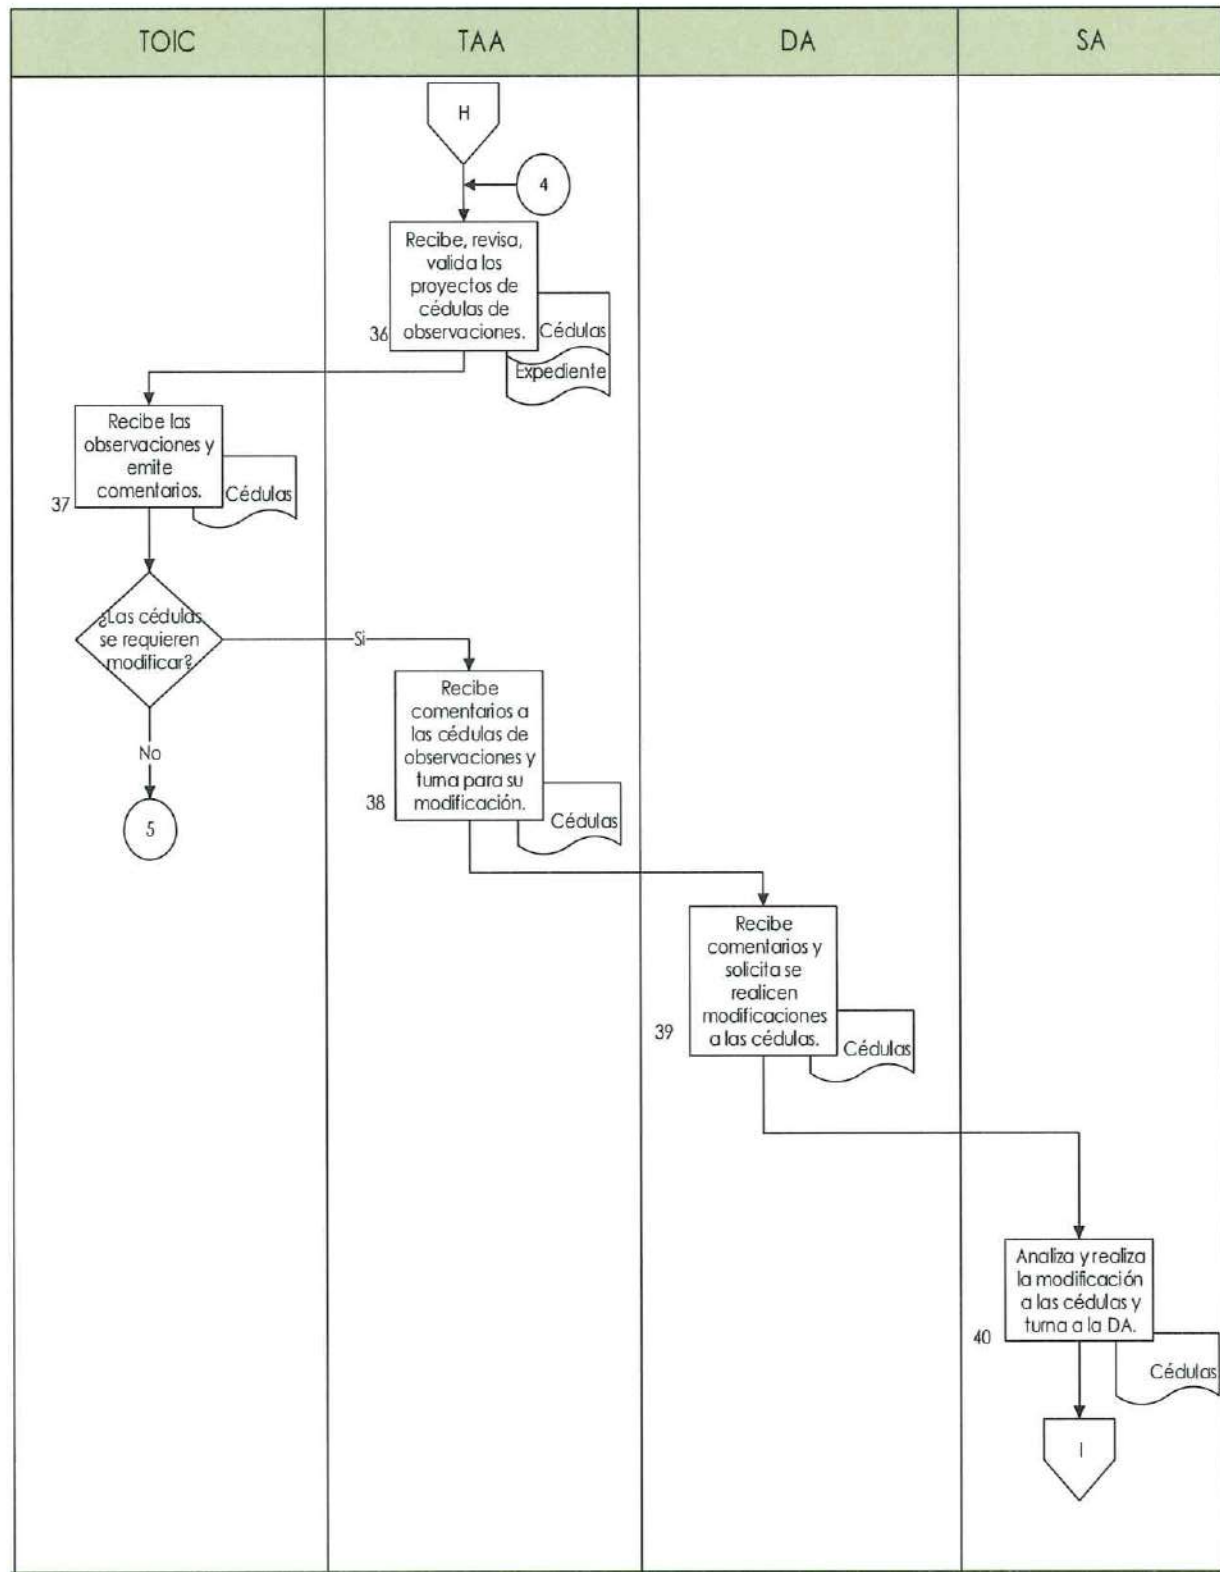 TOIC
TAA
DA
SA
H
4
Recibe, revisa,
valida los
proyectos de
cédulas de
observaciones.
36
Cédulas
Expediente
Recibe las
observaciones y
emite
comentarios.
37
Cédulas
¿Las cédulas
se requieren
modificar?
Si
No
5
Recibe
comentarios a
las cédulas de
observaciones y
turna para su
modificación.
38
Cédulas
Recibe
comentarios y
solicita se
realicen
modificaciones
a las cédulas.
39
Cédulas
Analiza y realiza
la modificación
a las cédulas y
turna a la DA.
40
Cédulas
I